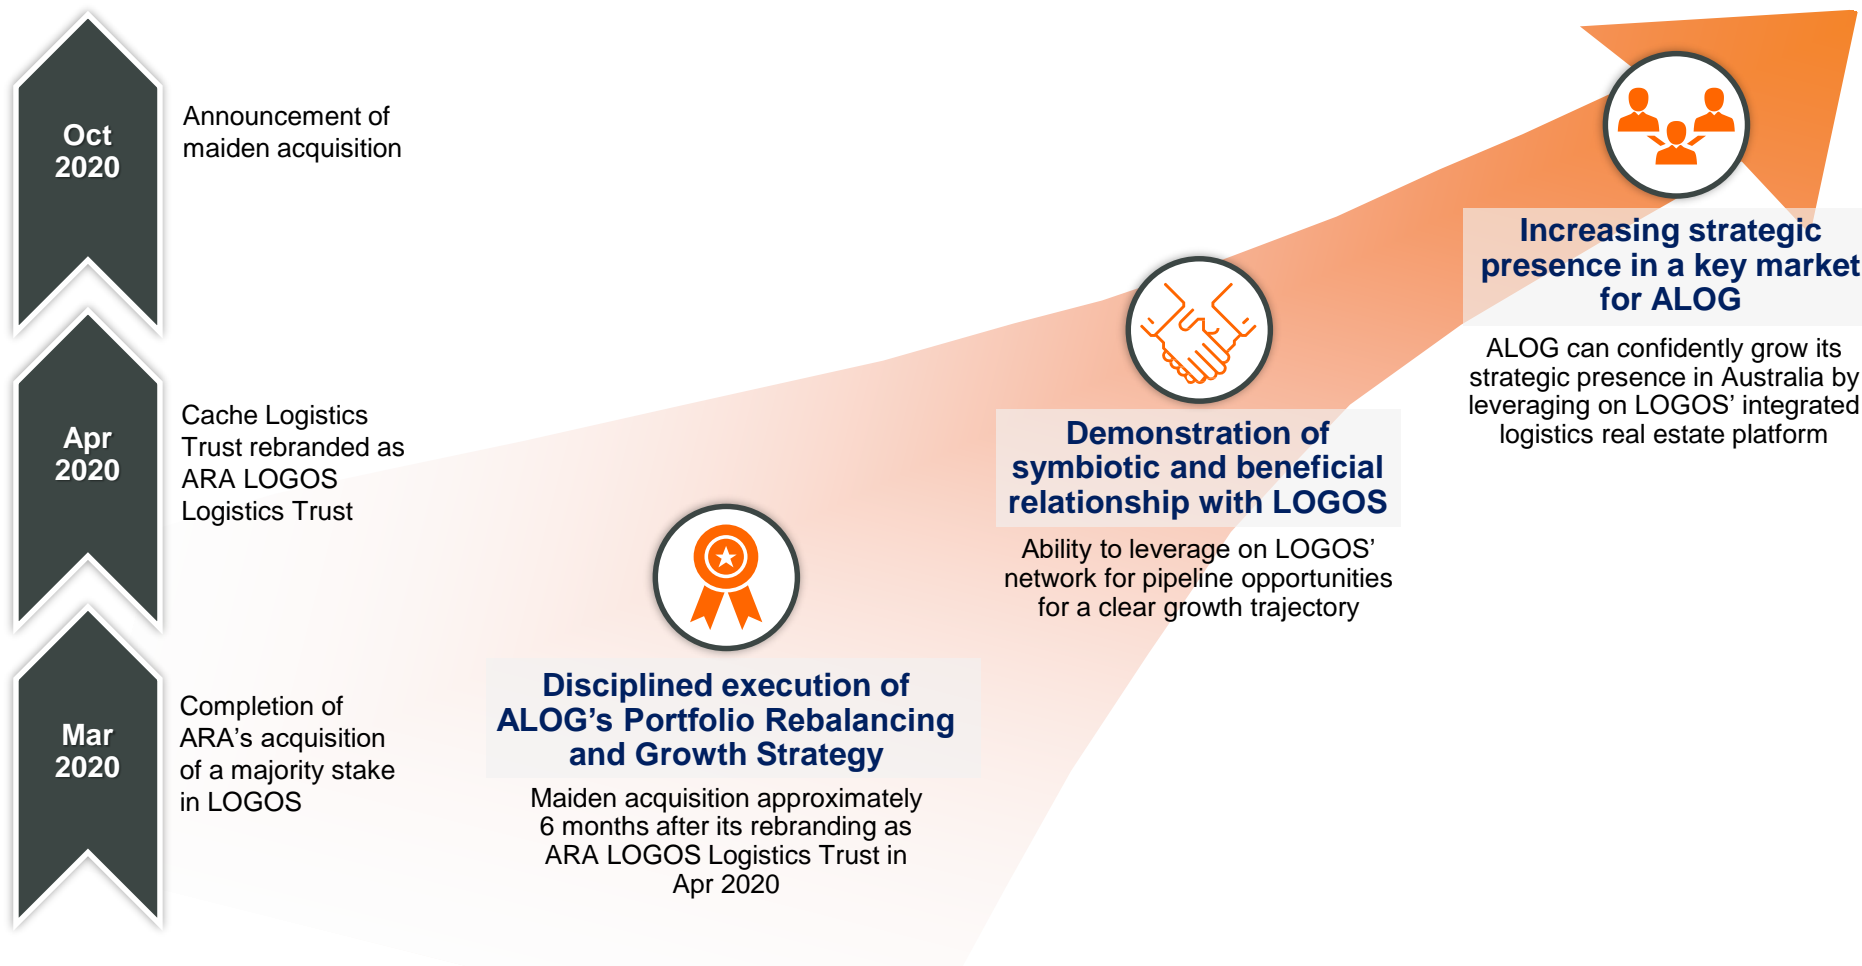 Oct
2020
Announcement of
maiden acquisition
Apr
2020
Cache Logistics
Trust rebranded as
ARA LOGOS
Logistics Trust
Mar
2020
Completion of
ARA's acquisition
of a majority stake
in LOGOS
Disciplined execution of
ALOG’s Portfolio Rebalancing
and Growth Strategy
Maiden acquisition approximately
6 months after its rebranding as
ARA LOGOS Logistics Trust in
Apr 2020
Demonstration of
symbiotic and beneficial
relationship with LOGOS
Ability to leverage on LOGOS’
network for pipeline opportunities
for a clear growth trajectory
Increasing strategic
presence in a key market
for ALOG
ALOG can confidently grow its
strategic presence in Australia by
leveraging on LOGOS’ integrated
logistics real estate platform